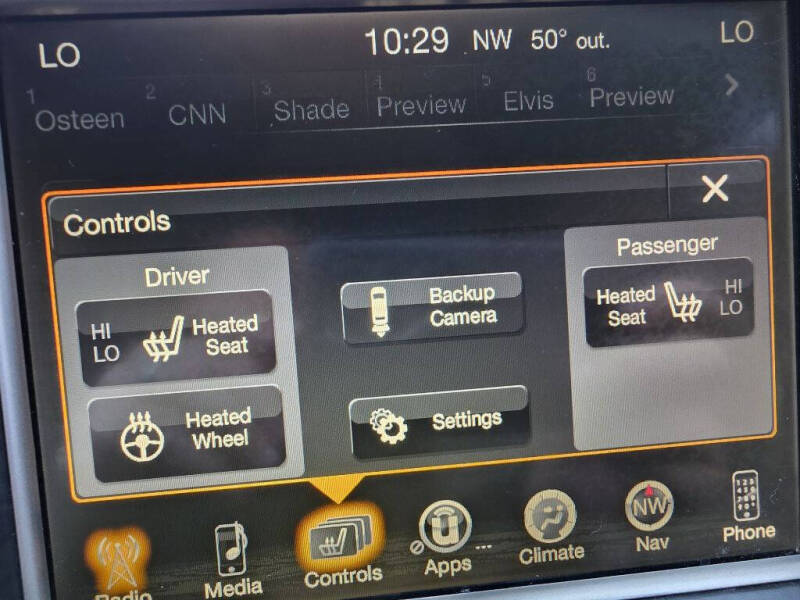 LO 10:29 NW 50° out. LO
1 Osteen 2 CNN 3 Shade 4 Preview 5 Elvis 6 Preview
Controls
Driver
HI
LO
Heated
Seat
Heated
Wheel
Backup
Camera
Settings
Passenger
Heated
Seat
HI
LO
Radio
Media
Controls
Apps
Climate
NW
Nav
Phone